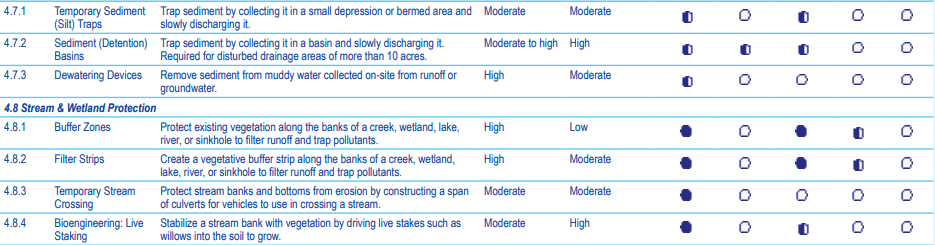 4.7.1 Temporary Sediment Trap sediment by collecting it in a small depression or bermed area and Moderate Moderate
(Silt) Traps slowly discharging it.
4.7.2 Sediment (Detention) Trap sediment by collecting it in a basin and slowly discharging it. Moderate to high High
Basins Required for disturbed drainage areas of more than 10 acres.
4.7.3 Dewatering Devices Remove sediment from muddy water collected on-site from runoff or High Moderate
groundwater.
4.8 Stream & Wetland Protection
4.8.1 Buffer Zones Protect existing vegetation along the banks of a creek, wetland, lake, High Low
river, or sinkhole to filter runoff and trap pollutants.
4.8.2 Filter Strips Create a vegetative buffer strip along the banks of a creek, wetland, High Moderate
lake, river, or sinkhole to filter runoff and trap pollutants.
4.8.3 Temporary Stream Protect stream banks and bottoms from erosion by constructing a span Moderate Moderate
Crossing of culverts for vehicles to use in crossing a stream.
4.8.4 Bioengineering: Live Stabilize a stream bank with vegetation by driving live stakes such as Moderate High
Staking willows into the soil to grow.